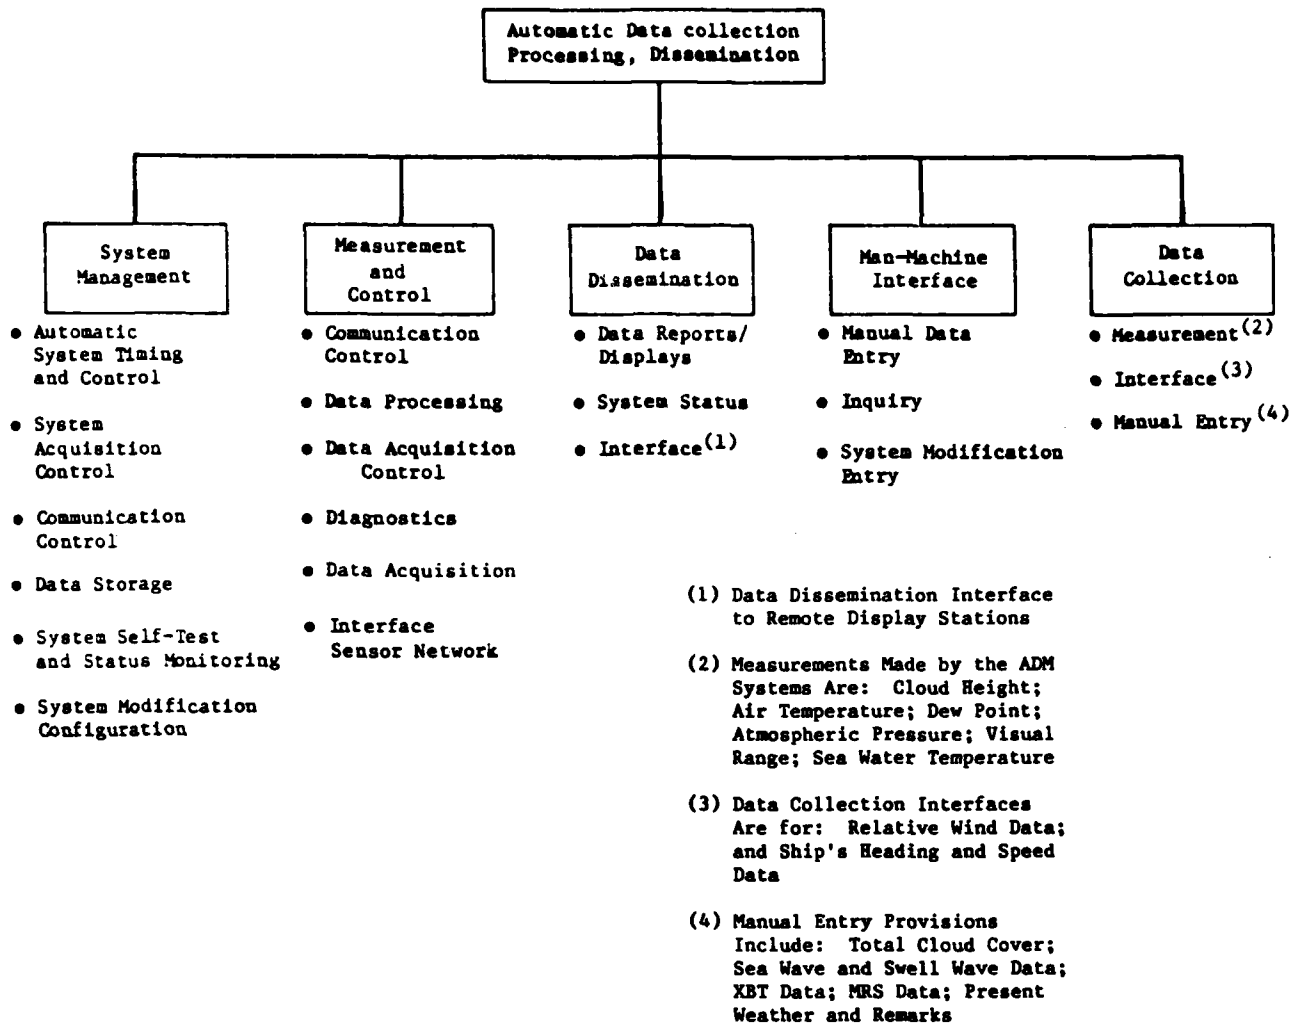 Automatic Data collection
Processing, Dissemination
System
Management
Measurement
and
Control
Data
Dissemination
Man-Machine
Interface
Data
Collection
● Automatic
System Timing
and Control
● System
Acquisition
Control
● Communication
Control
● Data Storage
● System Self-Test
and Status Monitoring
● System Modification
Configuration
● Communication
Control
● Data Processing
● Data Acquisition
Control
● Diagnostics
● Data Acquisition
● Interface
Sensor Network
● Data Reports/
Displays
● System Status
● Interface(1)
● Manual Data
Entry
● Inquiry
● System Modification
Entry
● Measurement(2)
● Interface(3)
● Manual Entry(4)
(1) Data Dissemination Interface
to Remote Display Stations
(2) Measurements Made by the ADM
Systems Are: Cloud Height;
Air Temperature; Dew Point;
Atmospheric Pressure; Visual
Range; Sea Water Temperature
(3) Data Collection Interfaces
Are for: Relative Wind Data;
and Ship's Heading and Speed
Data
(4) Manual Entry Provisions
Include: Total Cloud Cover;
Sea Wave and Swell Wave Data;
XBT Data; MRS Data; Present
Weather and Remarks